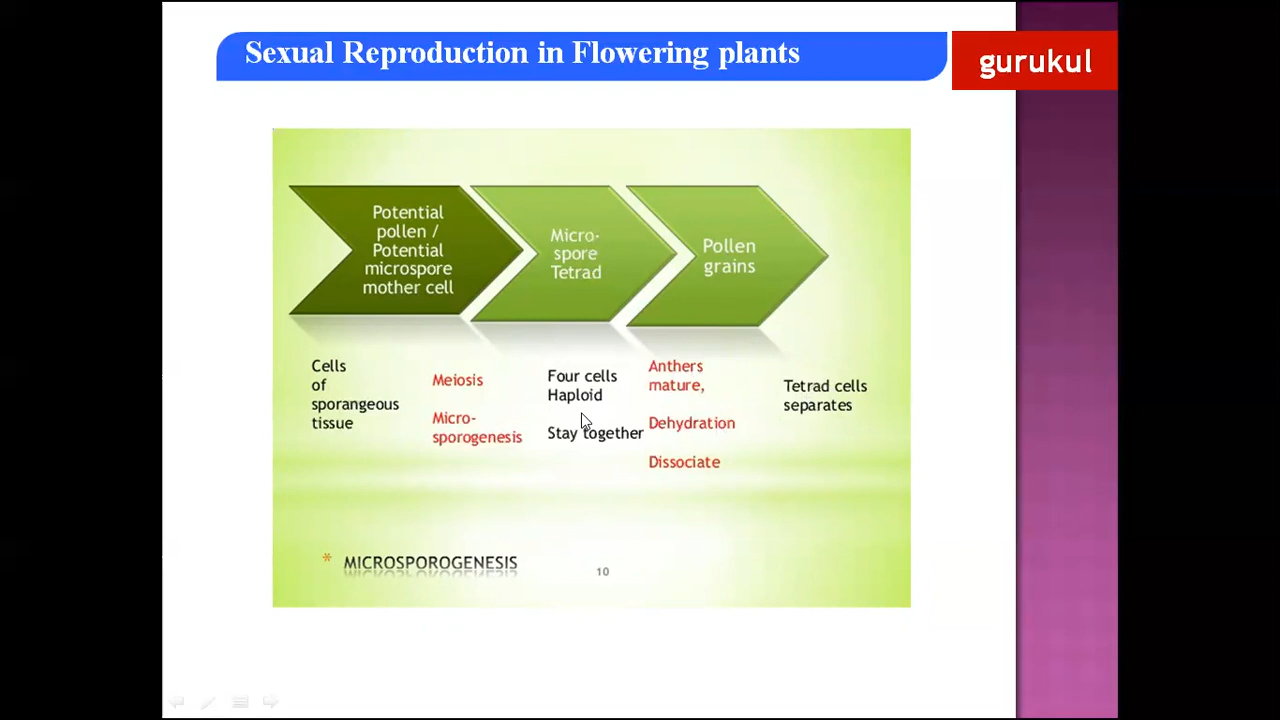 Sexual Reproduction in Flowering plants
gurukul
Potential
pollen /
Potential
microspore
mother cell
Micro-
spore
Tetrad
Pollen
grains
Cells
of
sporangeous
tissue
Meiosis
Micro-
sporogenesis
Four cells
Haploid
Stay together
Anthers
mature,
Dehydration
Dissociate
Tetrad cells
separates
* MICROSPOROGENESIS
10